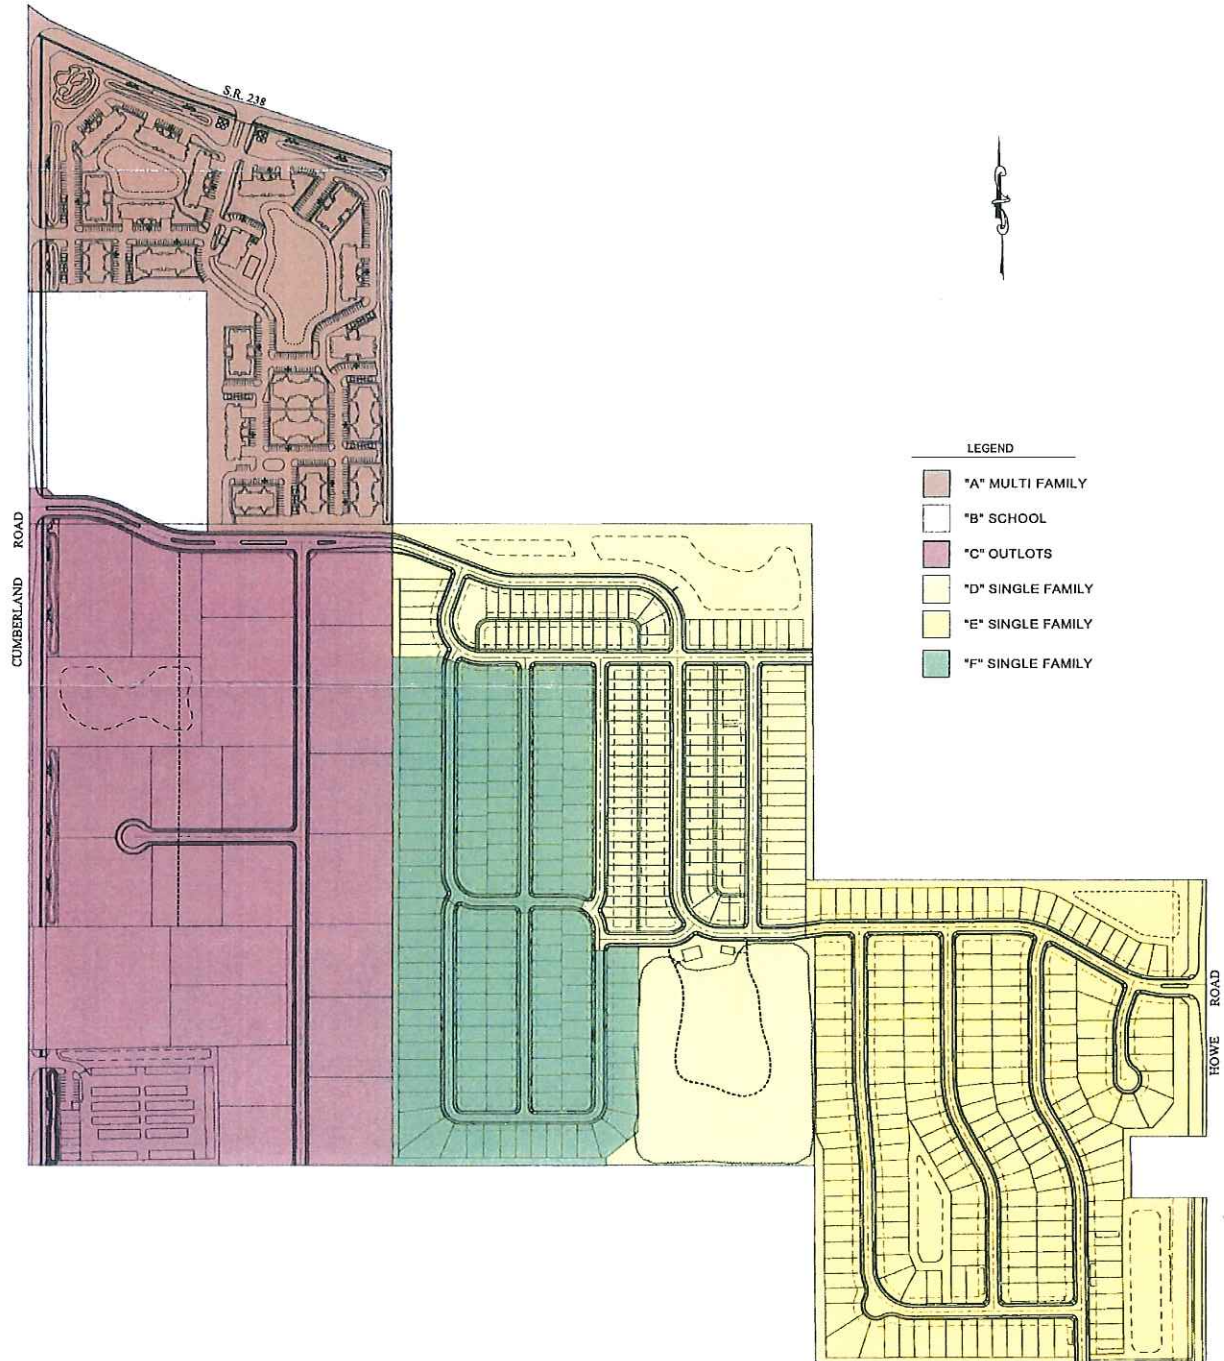 S.R. 238
LEGEND
"A" MULTI FAMILY
"B" SCHOOL
"C" OUTLOTS
"D" SINGLE FAMILY
"E" SINGLE FAMILY
"F" SINGLE FAMILY
CUMBERLAND ROAD
HOWE ROAD